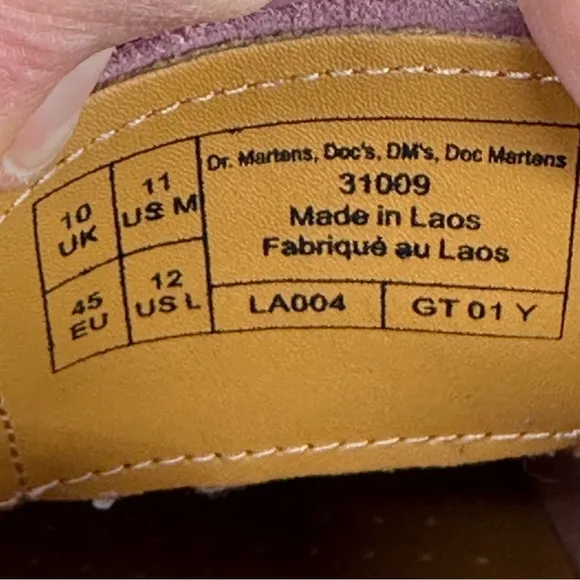 10
UK
11
US M
45
EU
12
US L
Dr. Martens, Doc's, DM's, Doc Martens
31009
Made in Laos
Fabriqué au Laos
LA004
GT 01 Y